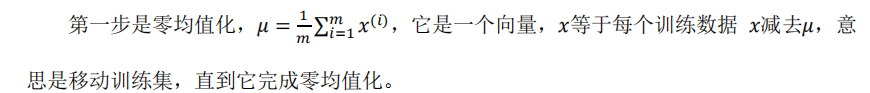 第一步是零均值化，𝜇 = \frac{1}{m}∑_{i=1}^{m} x^{(i)}，它是一个向量，𝑥等于每个训练数据 𝑥减去𝜇，意
思是移动训练集，直到它完成零均值化。